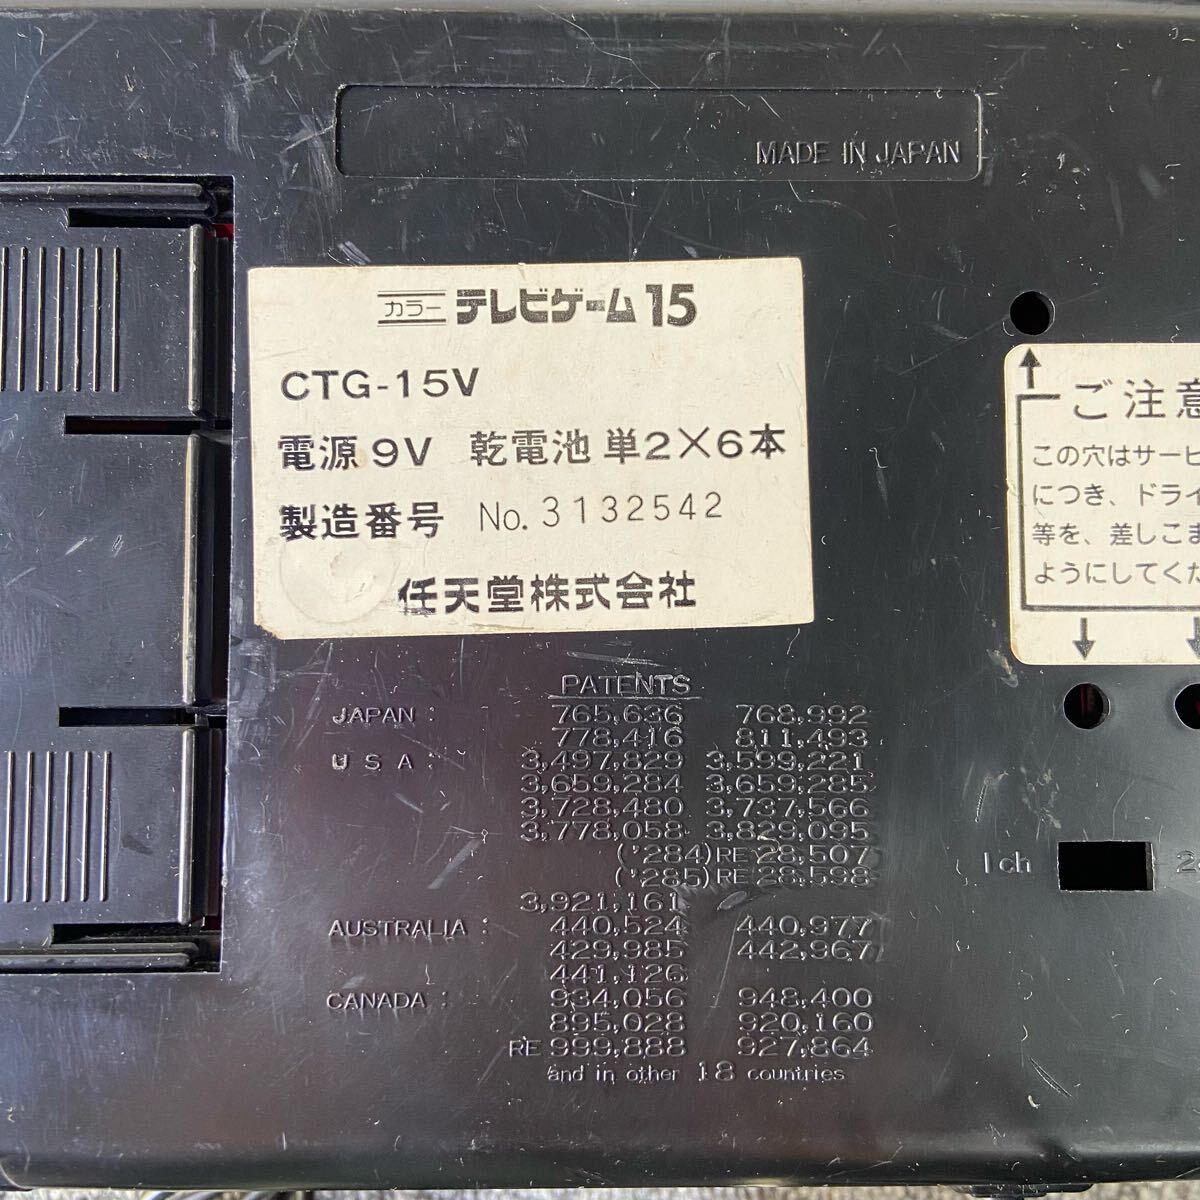 MADE IN JAPAN
カラー テレビゲーム15
CTG-15V
電源 9V 乾電池 単2×6本
製造番号 No. 3132542
任天堂株式会社
ご注意
この穴はサービ
につき、ドライ
等を、差しこま
ようにしてくだ
PATENTS
JAPAN : 765,636 768,992
778,416 811,493
USA : 3,497,829 3,599,221
3,659,284 3,659,285
3,728,480 3,737,566
3,778,058 3,829,095
('284) RE 28,507
('285) RE 28,598
3,921,161
AUSTRALIA : 440,524 440,977
429,985 442,967
441,126
CANADA : 934,056 948,400
895,028 920,160
RE 999,888 927,864
and in other 18 countries
1ch 2